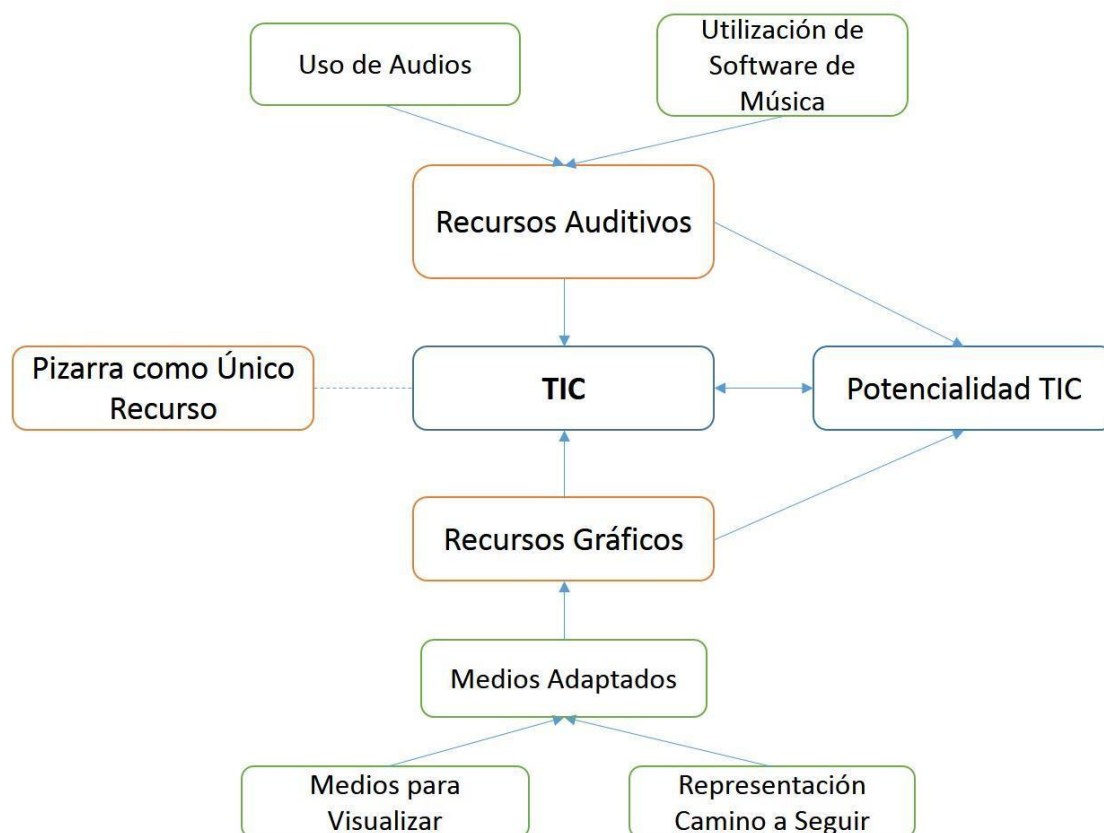 Uso de Audios
Utilización de
Software de
Música
Recursos Auditivos
Pizarra como Único
Recurso
TIC
Potencialidad TIC
Recursos Gráficos
Medios Adaptados
Medios para
Visualizar
Representación
Camino a Seguir